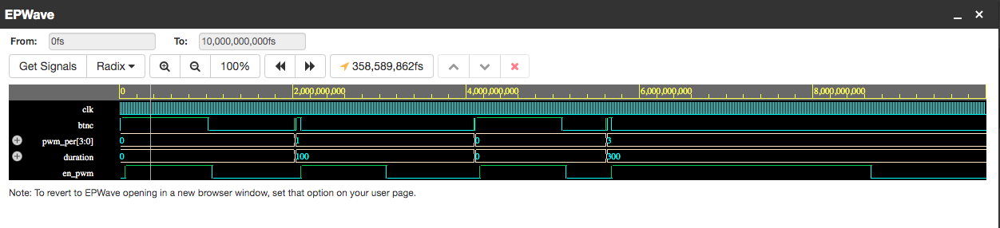 EPWave
From: 0fs To: 10,000,000,000fs
Get Signals Radix 100% 358,589,862fs
0 2,000,000,000 4,000,000,000 6,000,000,000 8,000,000,000
clk
btnc
pwm_per[3:0] 0 1 0 3
duration 0 100 0 300
en_pwm
Note: To revert to EPWave opening in a new browser window, set that option on your user page.